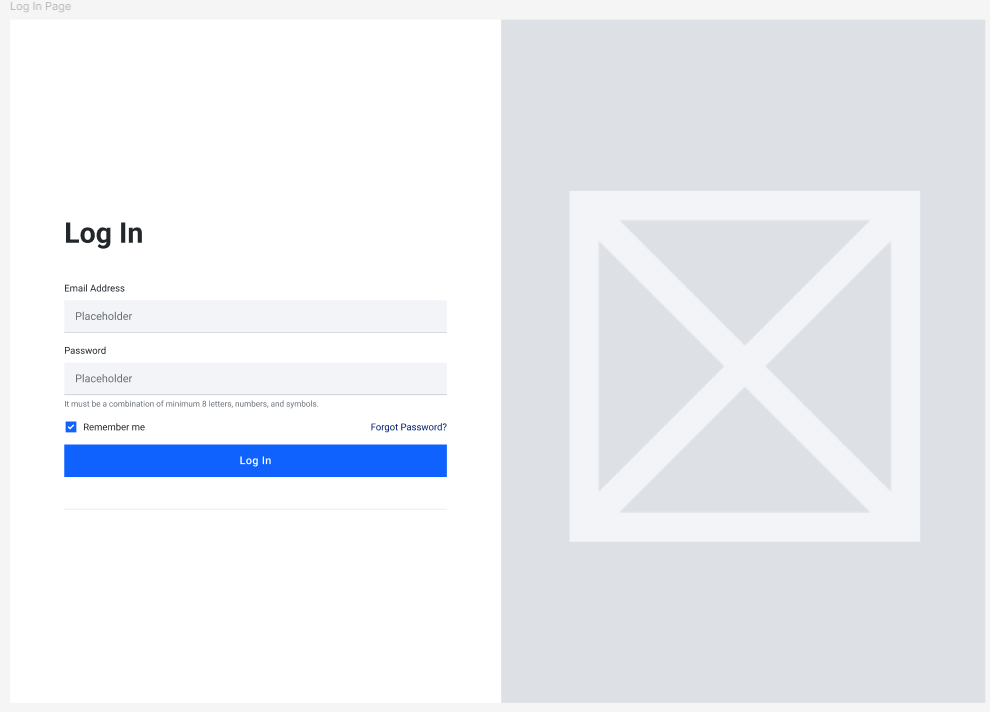 Log In Page
Log In
Email Address
Placeholder
Password
Placeholder
It must be a combination of minimum 8 letters, numbers, and symbols.
Remember me
Forgot Password?
Log In